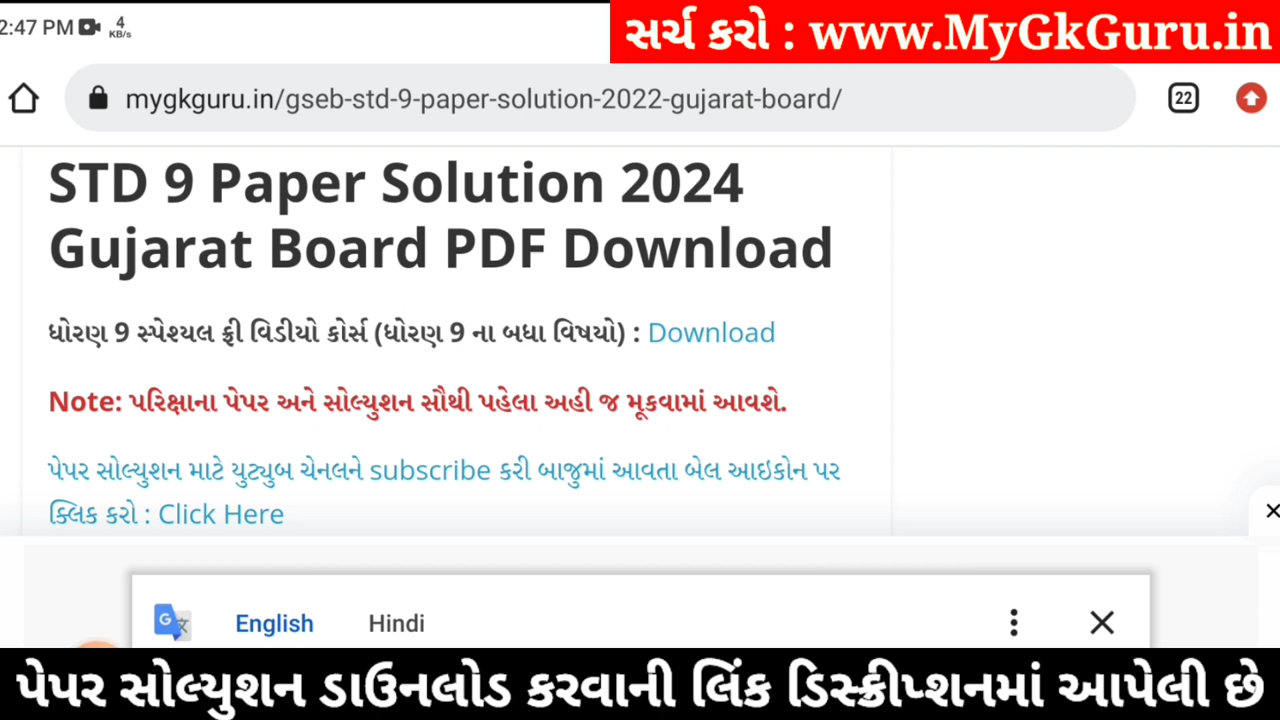 2:47 PM 4 KB/s
સર્ચ કરો : www.MyGkGuru.in
mygkguru.in/gseb-std-9-paper-solution-2022-gujarat-board/
22
STD 9 Paper Solution 2024
Gujarat Board PDF Download
ધોરણ 9 સ્પેશ્યલ ફ્રી વિડીયો કોર્સ (ધોરણ 9 ના બધા વિષયો) : Download
Note: પરિક્ષાના પેપર અને સોલ્યુશન સૌથી પહેલા અહી જ મૂકવામાં આવશે.
પેપર સોલ્યુશન માટે યુટ્યુબ ચેનલને subscribe કરી બાજુમાં આવતા બેલ આઇકોન પર
ક્લિક કરો : Click Here
English Hindi
પેપર સોલ્યુશન ડાઉનલોડ કરવાની લિંક ડિસ્ક્રીપ્શનમાં આપેલી છે